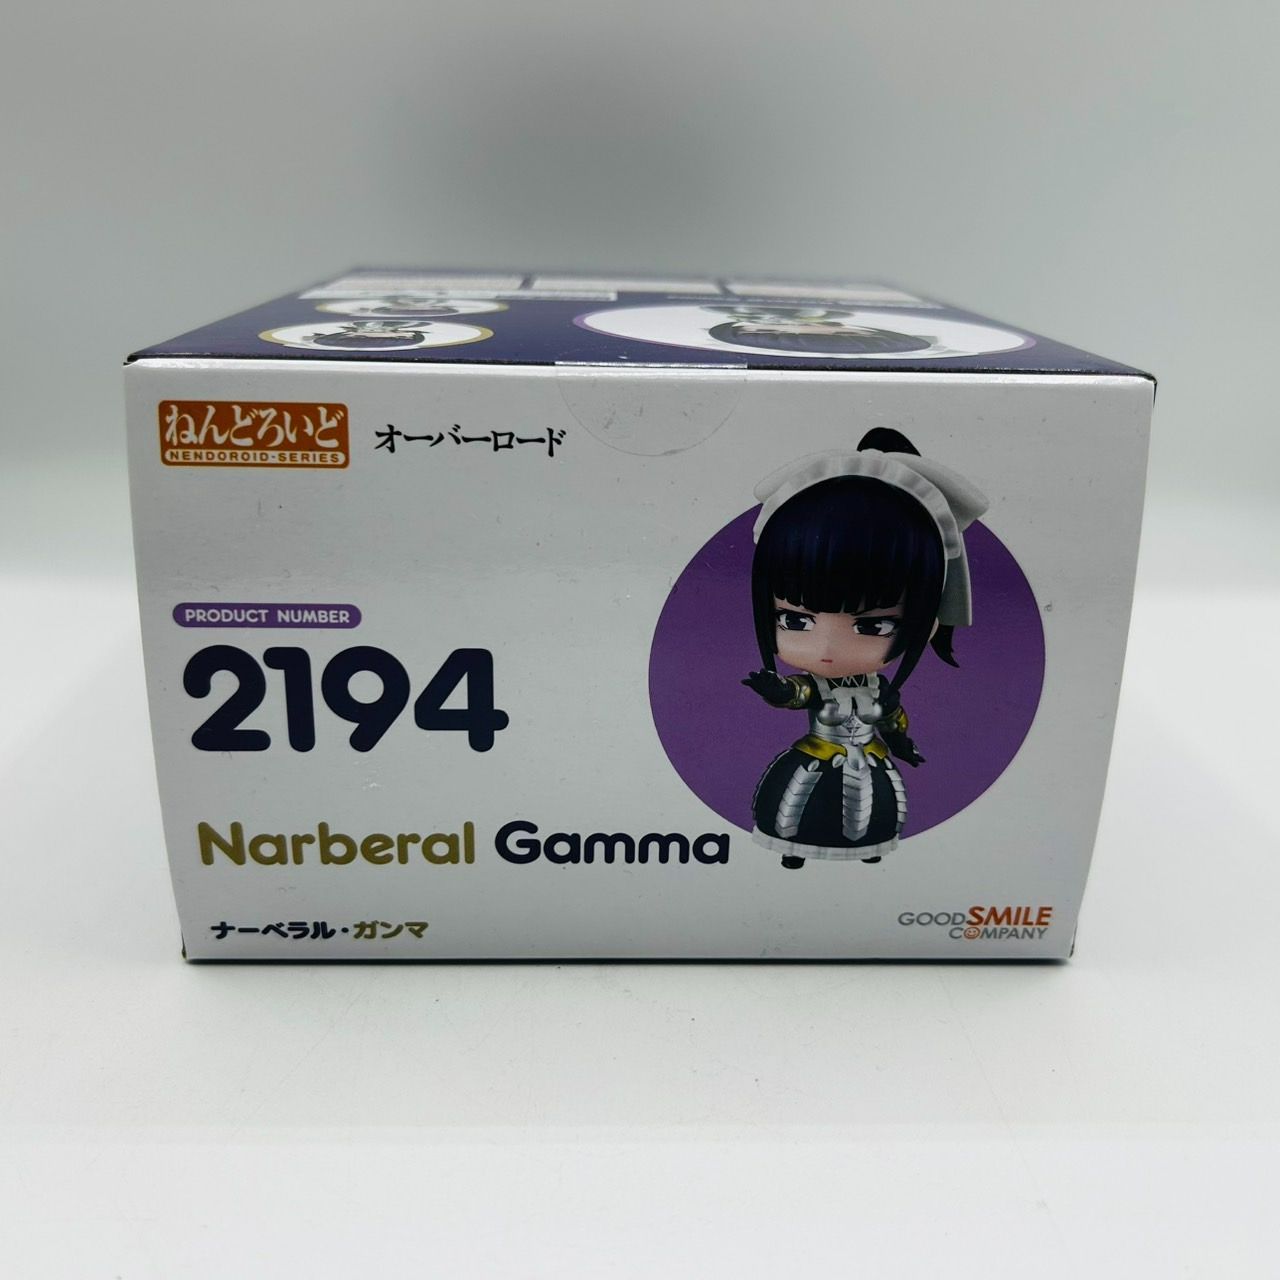 ねんどろいど
NENDOROID-SERIES
オーバーロード
PRODUCT NUMBER
2194
Narberal Gamma
ナーベラル・ガンマ
GOOD SMILE
COMPANY